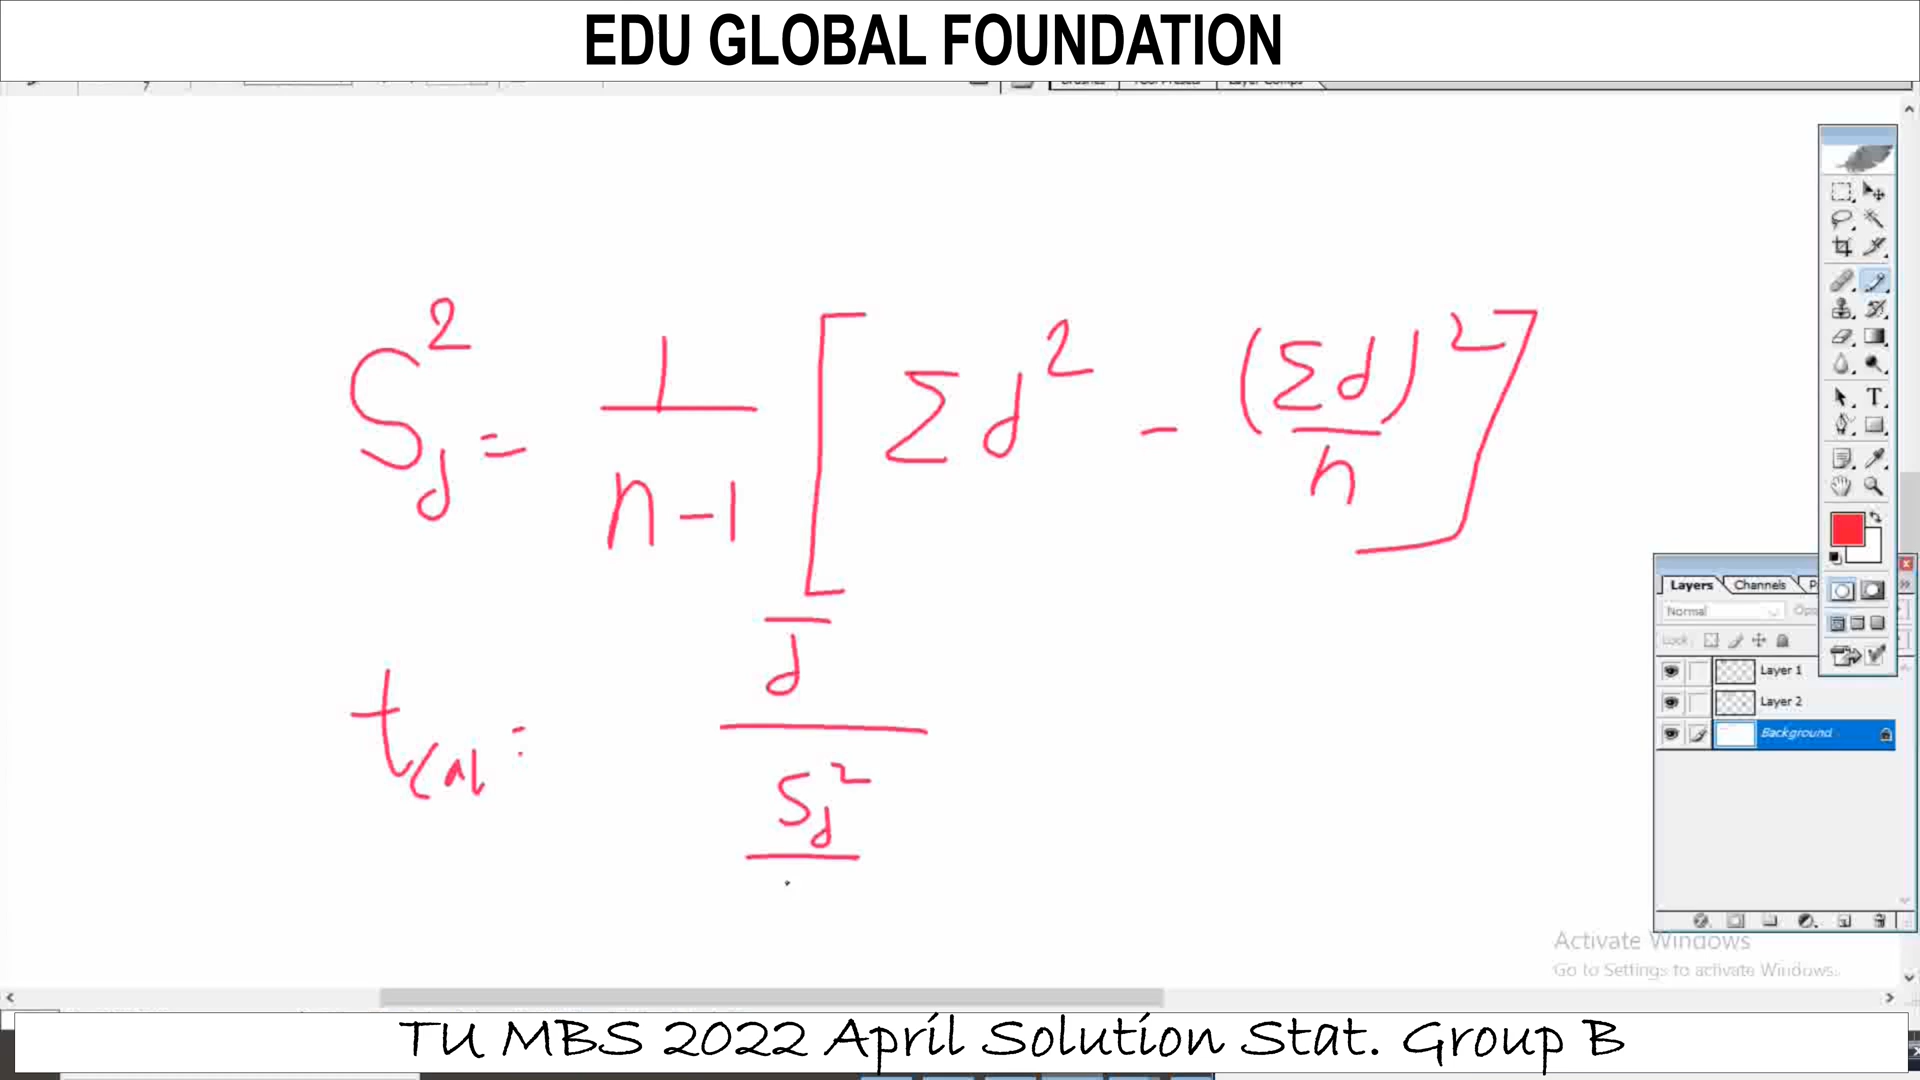 EDU GLOBAL FOUNDATION
S_d^2 = 1/(n-1) [ Σd^2 - (Σd)^2/n ]
t_cal = d̄ / (S_d^2 /
Layers Channels
Normal
Lock:
Layer 1
Layer 2
Background
Activate Windows
Go to Settings to activate Windows.
TU MBS 2022 April Solution Stat. Group B